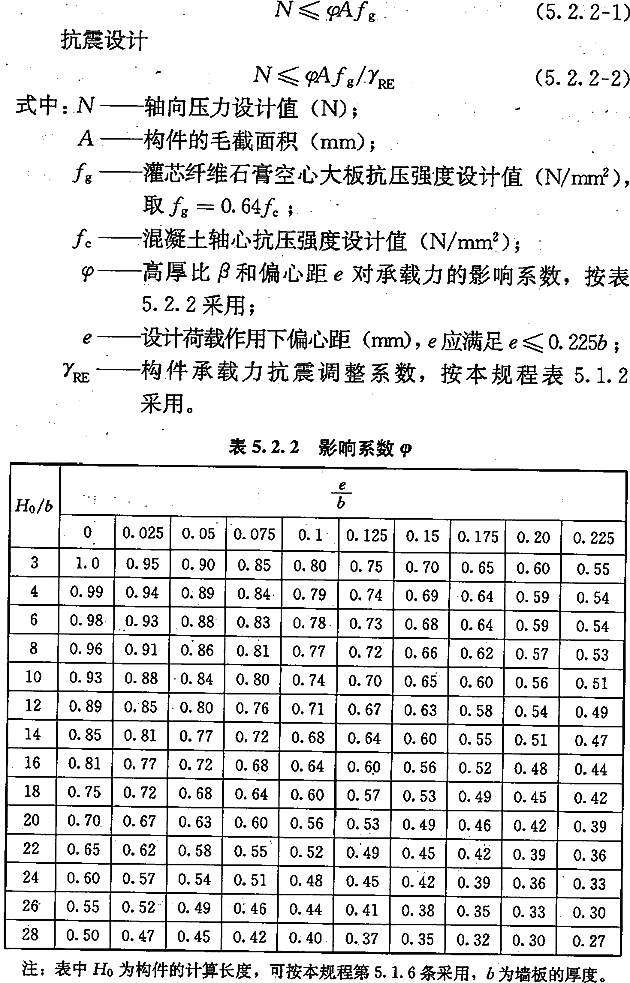 N≤φAf_g (5.2.2-1)
抗震设计
N≤φAf_g/γ_RE (5.2.2-2)
式中：N——轴向压力设计值（N）；
A——构件的毛截面积（mm）；
f_g——灌芯纤维石膏空心大板抗压强度设计值（N/mm²），
取 f_g = 0.64f_c；
f_c——混凝土轴心抗压强度设计值（N/mm²）；
φ——高厚比 β 和偏心距 e 对承载力的影响系数，按表
5.2.2 采用；
e——设计荷载作用下偏心距（mm），e 应满足 e≤0.225b；
γ_RE——构件承载力抗震调整系数，按本规程表 5.1.2
采用。
表 5.2.2 影响系数 φ
H₀/b e/b
0 0.025 0.05 0.075 0.1 0.125 0.15 0.175 0.20 0.225
3 1.0 0.95 0.90 0.85 0.80 0.75 0.70 0.65 0.60 0.55
4 0.99 0.94 0.89 0.84 0.79 0.74 0.69 0.64 0.59 0.54
6 0.98 0.93 0.88 0.83 0.78 0.73 0.68 0.64 0.59 0.54
8 0.96 0.91 0.86 0.81 0.77 0.72 0.66 0.62 0.57 0.53
10 0.93 0.88 0.84 0.80 0.74 0.70 0.65 0.60 0.56 0.51
12 0.89 0.85 0.80 0.76 0.71 0.67 0.63 0.58 0.54 0.49
14 0.85 0.81 0.77 0.72 0.68 0.64 0.60 0.55 0.51 0.47
16 0.81 0.77 0.72 0.68 0.64 0.60 0.56 0.52 0.48 0.44
18 0.75 0.72 0.68 0.64 0.60 0.57 0.53 0.49 0.45 0.42
20 0.70 0.67 0.63 0.60 0.56 0.53 0.49 0.46 0.42 0.39
22 0.65 0.62 0.58 0.55 0.52 0.49 0.45 0.42 0.39 0.36
24 0.60 0.57 0.54 0.51 0.48 0.45 0.42 0.39 0.36 0.33
26 0.55 0.52 0.49 0.46 0.44 0.41 0.38 0.35 0.33 0.30
28 0.50 0.47 0.45 0.42 0.40 0.37 0.35 0.32 0.30 0.27
注：表中 H₀ 为构件的计算长度，可按本规程第 5.1.6 条采用，b 为墙板的厚度。